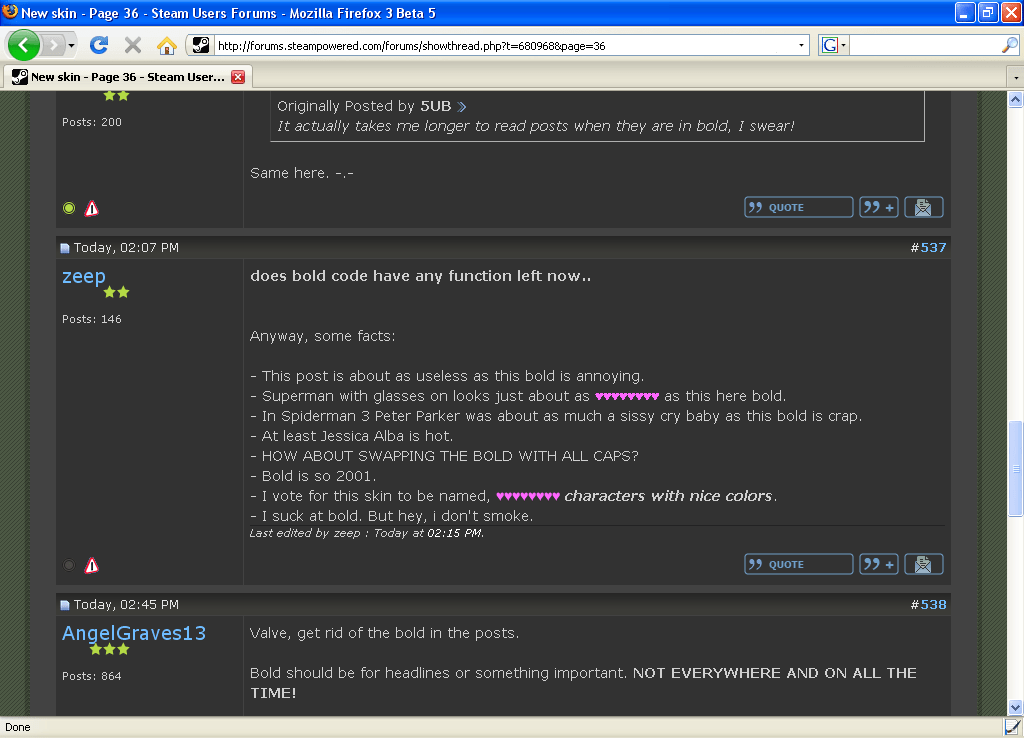 New skin - Page 36 - Steam Users Forums - Mozilla Firefox 3 Beta 5
http://forums.steampowered.com/forums/showthread.php?t=680968&page=36
G
New skin - Page 36 - Steam User...
Originally Posted by 5UB
It actually takes me longer to read posts when they are in bold, I swear!
Posts: 200
Same here. -.-
QUOTE
Today, 02:07 PM #537
zeep
Posts: 146
does bold code have any function left now..
Anyway, some facts:
- This post is about as useless as this bold is annoying.
- Superman with glasses on looks just about as ♥♥♥♥♥♥♥♥ as this here bold.
- In Spiderman 3 Peter Parker was about as much a sissy cry baby as this bold is crap.
- At least Jessica Alba is hot.
- HOW ABOUT SWAPPING THE BOLD WITH ALL CAPS?
- Bold is so 2001.
- I vote for this skin to be named, ♥♥♥♥♥♥♥♥ characters with nice colors.
- I suck at bold. But hey, i don't smoke.
Last edited by zeep : Today at 02:15 PM.
QUOTE
Today, 02:45 PM #538
AngelGraves13
Posts: 864
Valve, get rid of the bold in the posts.
Bold should be for headlines or something important. NOT EVERYWHERE AND ON ALL THE
TIME!
Done